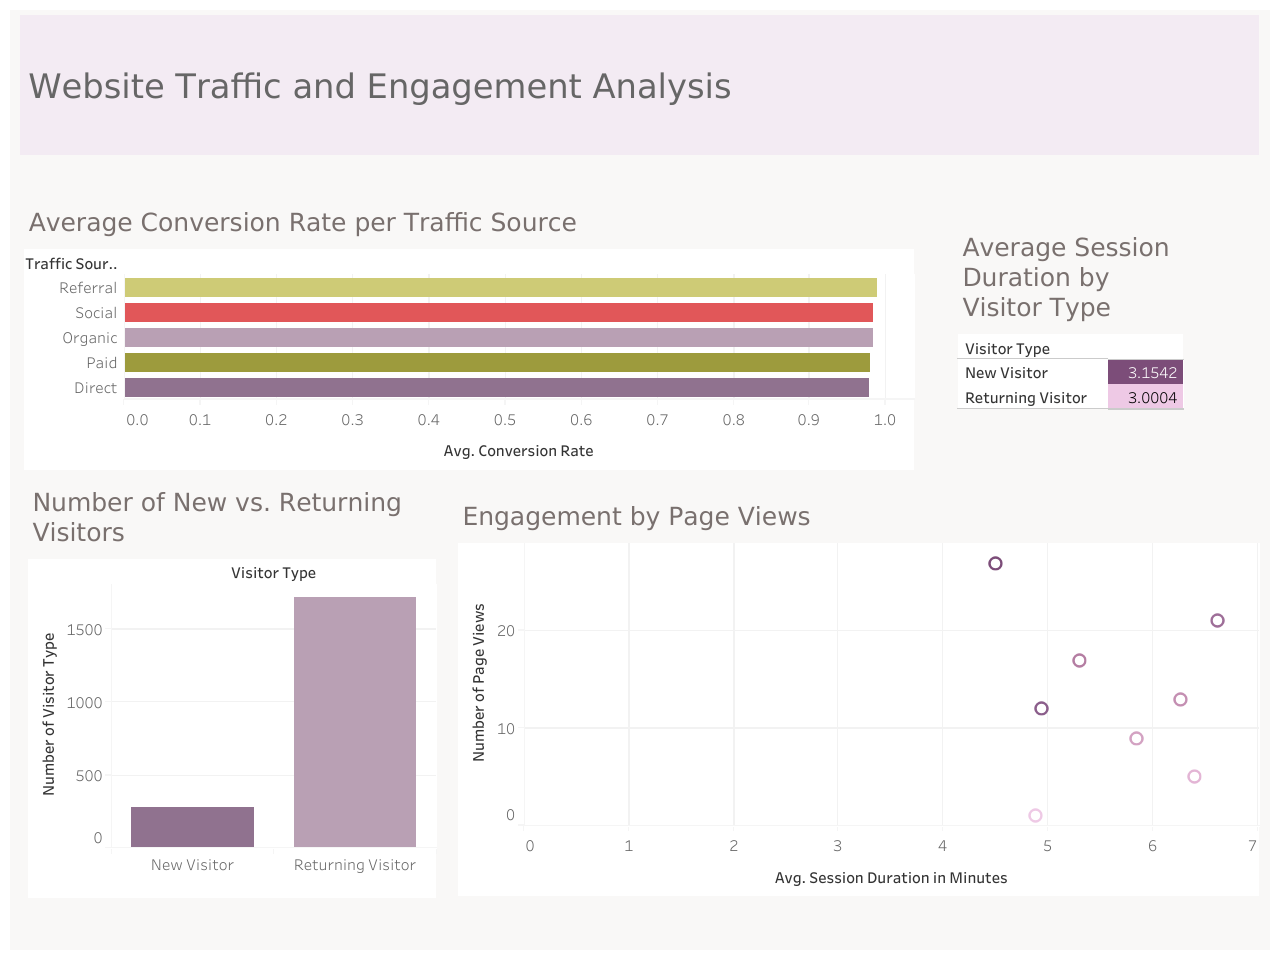 Website Traffic and Engagement Analysis
Average Conversion Rate per Traffic Source
Traffic Sour..
Referral
Social
Organic
Paid
Direct
0.0 0.1 0.2 0.3 0.4 0.5 0.6 0.7 0.8 0.9 1.0
Avg. Conversion Rate
Average Session
Duration by
Visitor Type
Visitor Type
New Visitor 3.1542
Returning Visitor 3.0004
Number of New vs. Returning
Visitors
Visitor Type
Number of Visitor Type
1500
1000
500
0
New Visitor Returning Visitor
Engagement by Page Views
Number of Page Views
20
10
0
0 1 2 3 4 5 6 7
Avg. Session Duration in Minutes